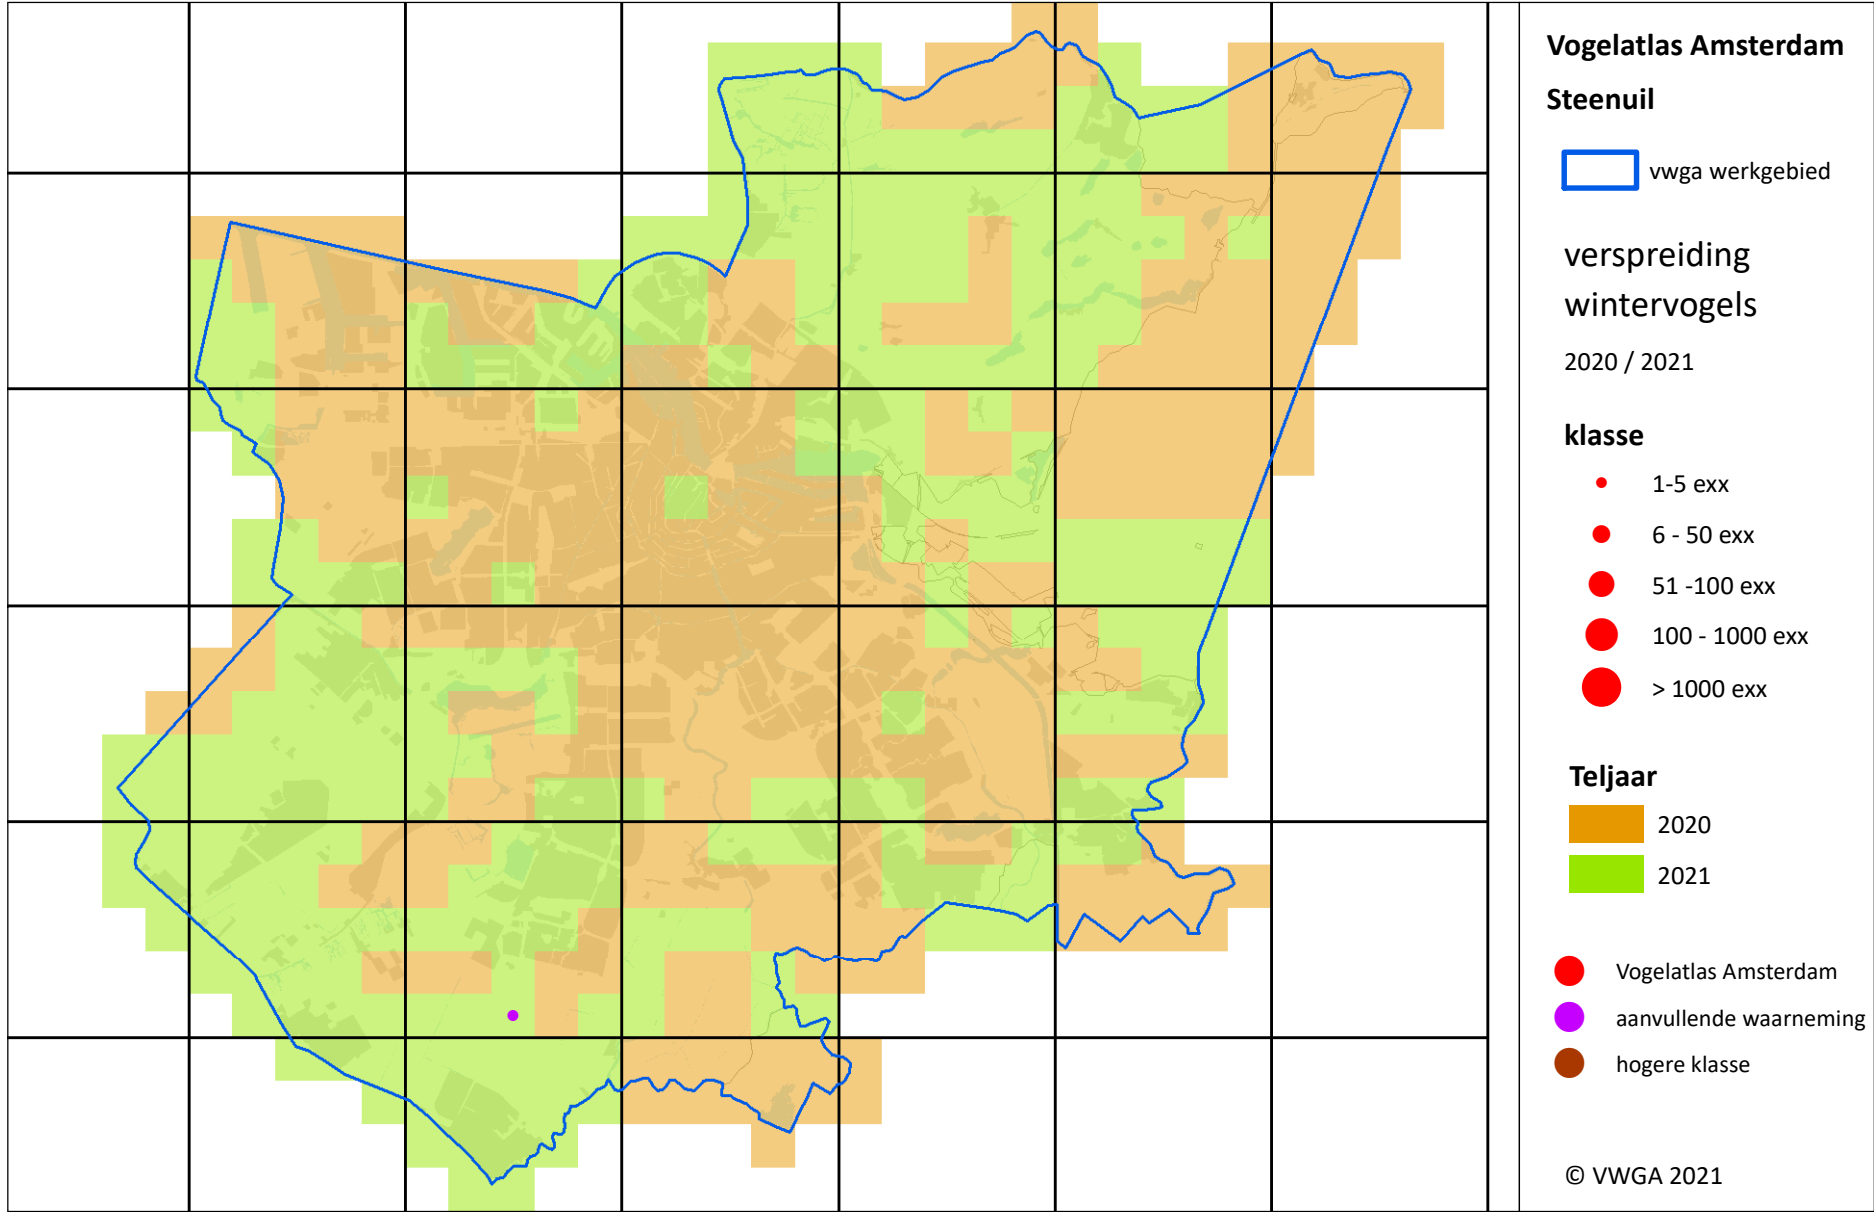 Vogelatlas Amsterdam
Steenuil
vwga werkgebied
verspreiding
wintervogels
2020 / 2021
klasse
1-5 exx
6 - 50 exx
51 -100 exx
100 - 1000 exx
> 1000 exx
Teljaar
2020
2021
Vogelatlas Amsterdam
aanvullende waarneming
hogere klasse
© VWGA 2021